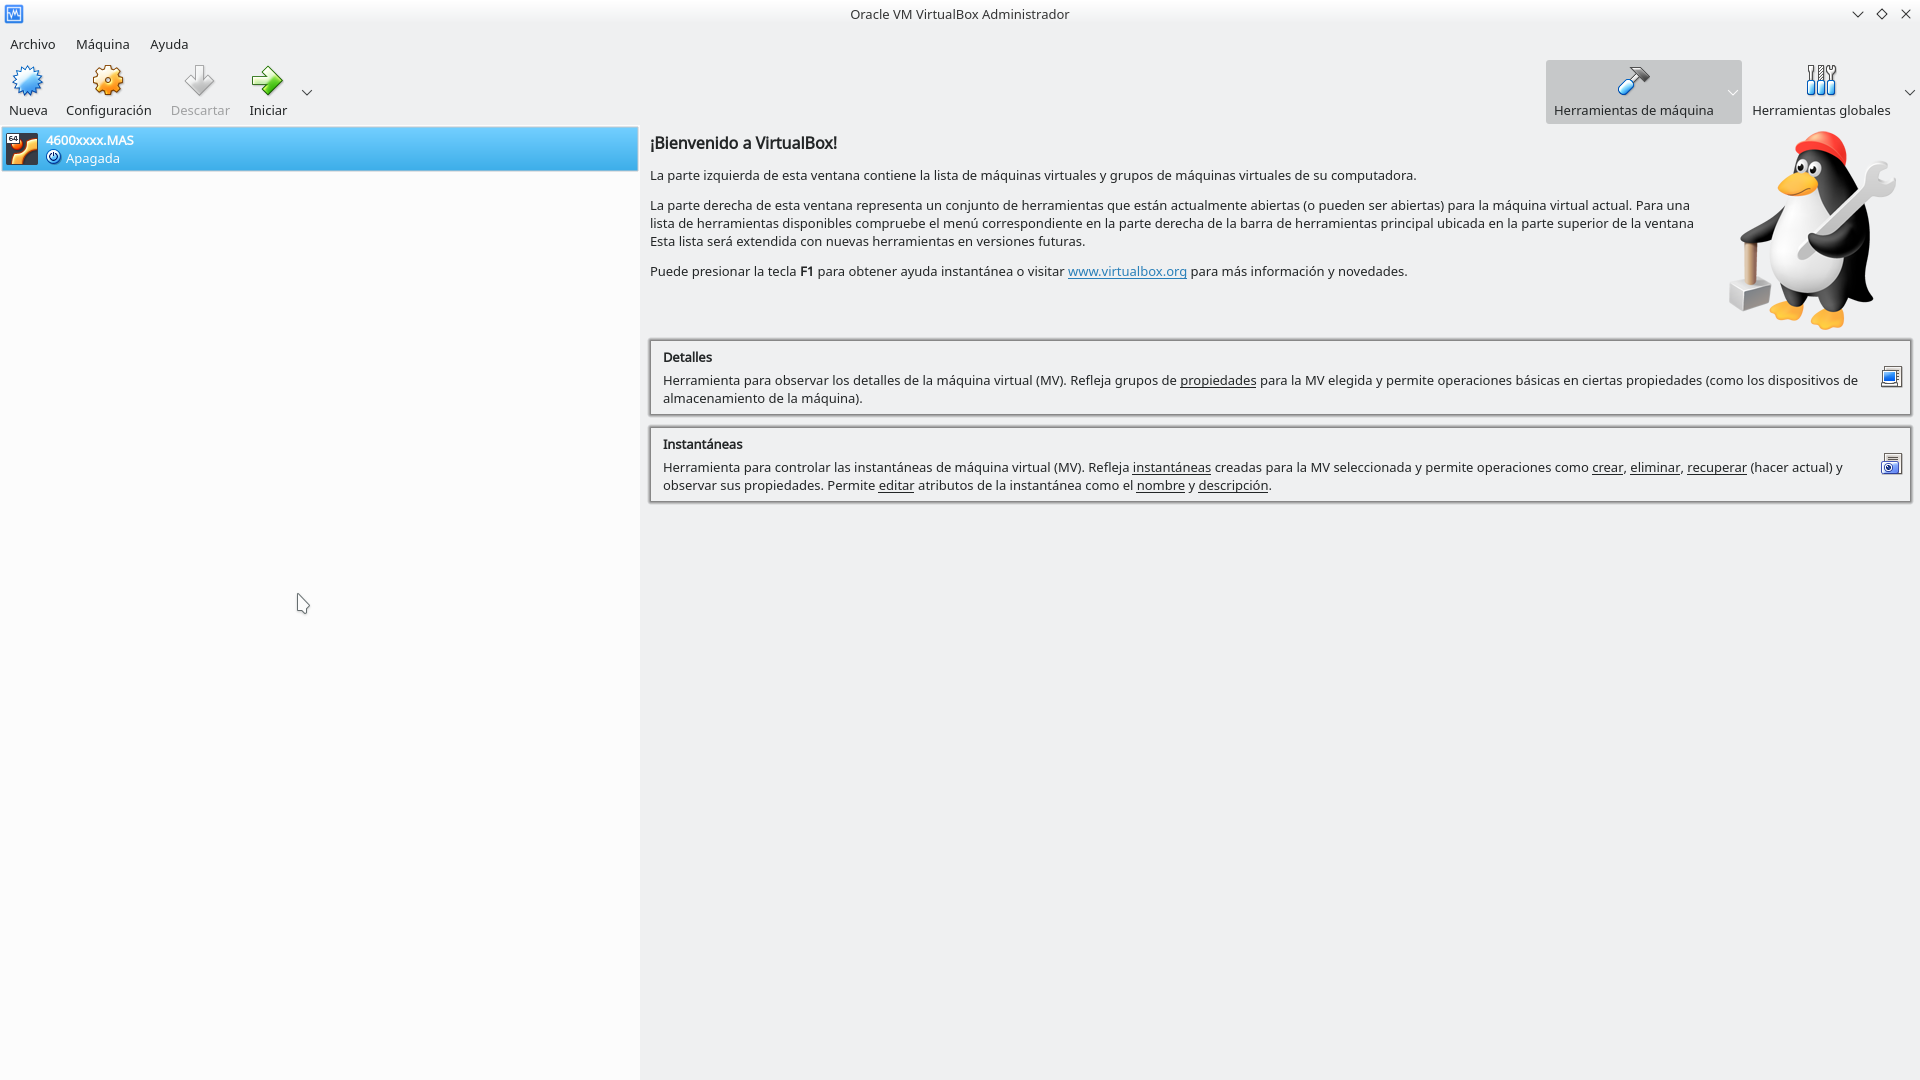 Oracle VM VirtualBox Administrador
Archivo Máquina Ayuda
Nueva Configuración Descartar Iniciar Herramientas de máquina Herramientas globales
64 4600xxxx.MAS
Apagada
¡Bienvenido a VirtualBox!
La parte izquierda de esta ventana contiene la lista de máquinas virtuales y grupos de máquinas virtuales de su computadora.
La parte derecha de esta ventana representa un conjunto de herramientas que están actualmente abiertas (o pueden ser abiertas) para la máquina virtual actual. Para una
lista de herramientas disponibles compruebe el menú correspondiente en la parte derecha de la barra de herramientas principal ubicada en la parte superior de la ventana
Esta lista será extendida con nuevas herramientas en versiones futuras.
Puede presionar la tecla F1 para obtener ayuda instantánea o visitar www.virtualbox.org para más información y novedades.
Detalles
Herramienta para observar los detalles de la máquina virtual (MV). Refleja grupos de propiedades para la MV elegida y permite operaciones básicas en ciertas propiedades (como los dispositivos de
almacenamiento de la máquina).
Instantáneas
Herramienta para controlar las instantáneas de máquina virtual (MV). Refleja instantáneas creadas para la MV seleccionada y permite operaciones como crear, eliminar, recuperar (hacer actual) y
observar sus propiedades. Permite editar atributos de la instantánea como el nombre y descripción.